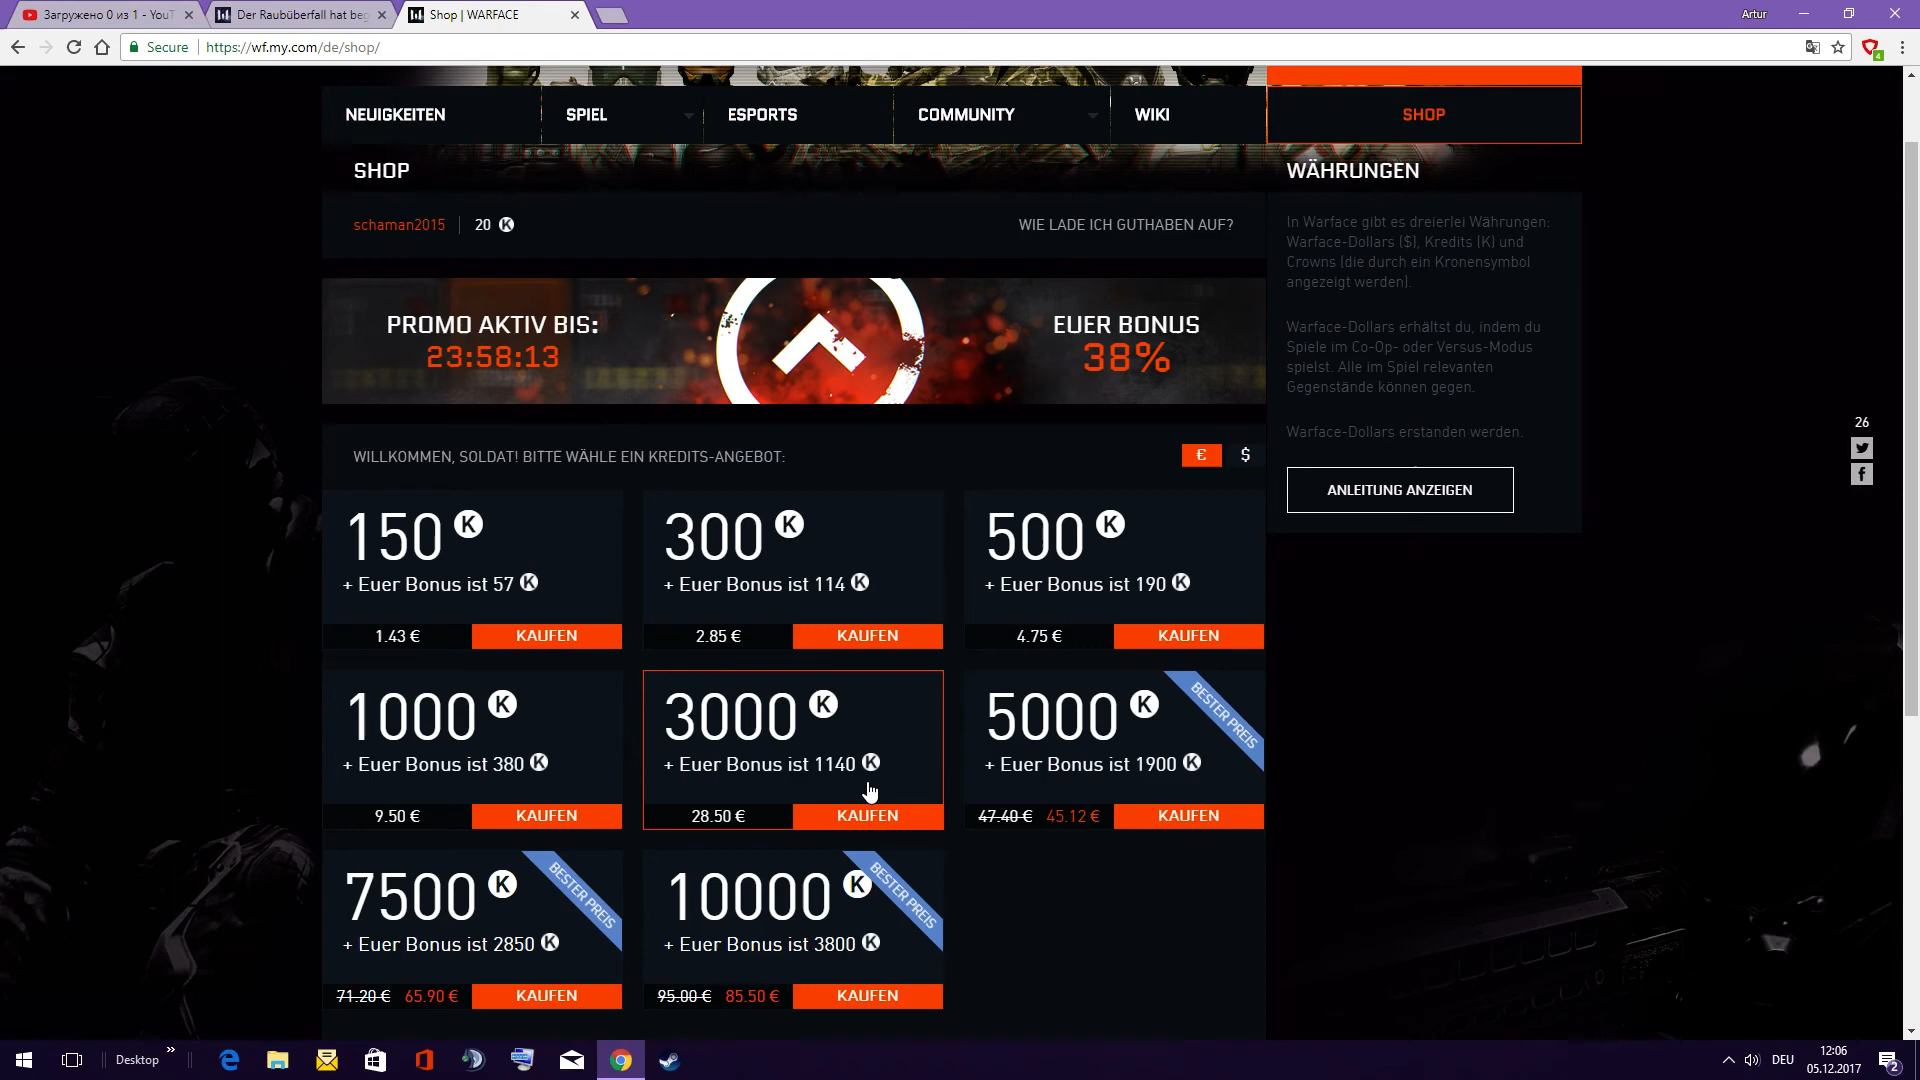 Загружено 0 из 1 - YouT
Der Raubüberfall hat beg
Shop | WARFACE
Artur
Secure
https://wf.my.com/de/shop/
4
NEUIGKEITEN
SPIEL
ESPORTS
COMMUNITY
WIKI
SHOP
SHOP
schaman2015
20 K
WIE LADE ICH GUTHABEN AUF?
PROMO AKTIV BIS:
23:58:13
EUER BONUS
38%
WILLKOMMEN, SOLDAT! BITTE WÄHLE EIN KREDITS-ANGEBOT:
€
$
150 K
+ Euer Bonus ist 57 K
1.43 €
KAUFEN
300 K
+ Euer Bonus ist 114 K
2.85 €
KAUFEN
500 K
+ Euer Bonus ist 190 K
4.75 €
KAUFEN
1000 K
+ Euer Bonus ist 380 K
9.50 €
KAUFEN
3000 K
+ Euer Bonus ist 1140 K
28.50 €
KAUFEN
5000 K
BESTER PREIS
+ Euer Bonus ist 1900 K
47.40 € 45.12 €
KAUFEN
7500 K
BESTER PREIS
+ Euer Bonus ist 2850 K
71.20 € 65.90 €
KAUFEN
10000 K
BESTER PREIS
+ Euer Bonus ist 3800 K
95.00 € 85.50 €
KAUFEN
WÄHRUNGEN
In Warface gibt es dreierlei Währungen:
Warface-Dollars ($), Kredits (K) und
Crowns (die durch ein Kronensymbol
angezeigt werden).
Warface-Dollars erhältst du, indem du
Spiele im Co-Op- oder Versus-Modus
spielst. Alle im Spiel relevanten
Gegenstände können gegen.
Warface-Dollars erstanden werden.
ANLEITUNG ANZEIGEN
26
Desktop
DEU
12:06
05.12.2017
2